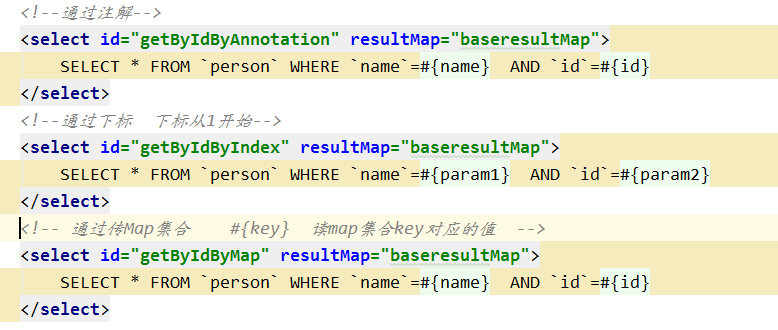 <!--通过注解-->
<select id="getByIdByAnnotation" resultMap="baseresultMap">
    SELECT * FROM `person` WHERE `name`=#{name}  AND `id`=#{id}
</select>
<!--通过下标  下标从1开始-->
<select id="getByIdByIndex" resultMap="baseresultMap">
    SELECT * FROM `person` WHERE `name`=#{param1}  AND `id`=#{param2}
</select>
<!-- 通过传Map集合    #{key}  读map集合key对应的值  -->
<select id="getByIdByMap" resultMap="baseresultMap">
    SELECT * FROM `person` WHERE `name`=#{name}  AND `id`=#{id}
</select>